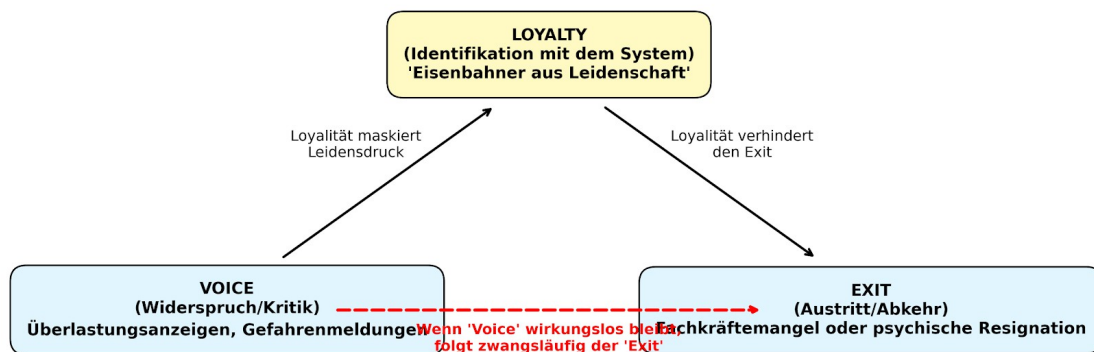 LOYALTY
(Identifikation mit dem System)
'Eisenbahner aus Leidenschaft'
Loyalität maskiert
Leidensdruck
Loyalität verhindert
den Exit
VOICE
(Widerspruch/Kritik)
Überlastungsanzeigen, Gefahrenmeldungen
Wenn 'Voice' wirkungslos bleibt,
folgt zwangsläufig der 'Exit'
EXIT
(Austritt/Abkehr)
Fachkräftemangel oder psychische Resignation